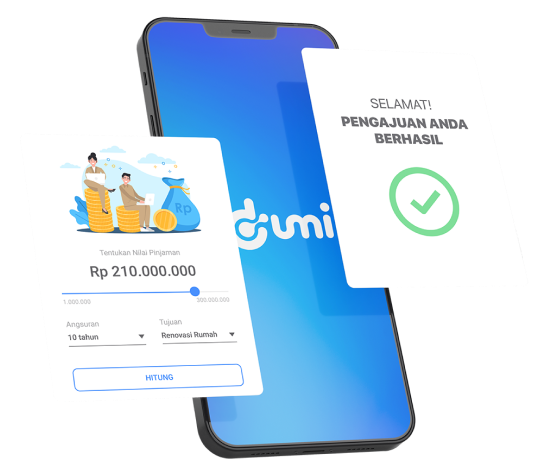 SELAMAT!
PENGAJUAN ANDA
BERHASIL
dumi
Rp
Tentukan Nilai Pinjaman
Rp 210.000.000
1.000.000 300.000.000
Angsuran Tujuan
10 tahun Renovasi Rumah
HITUNG